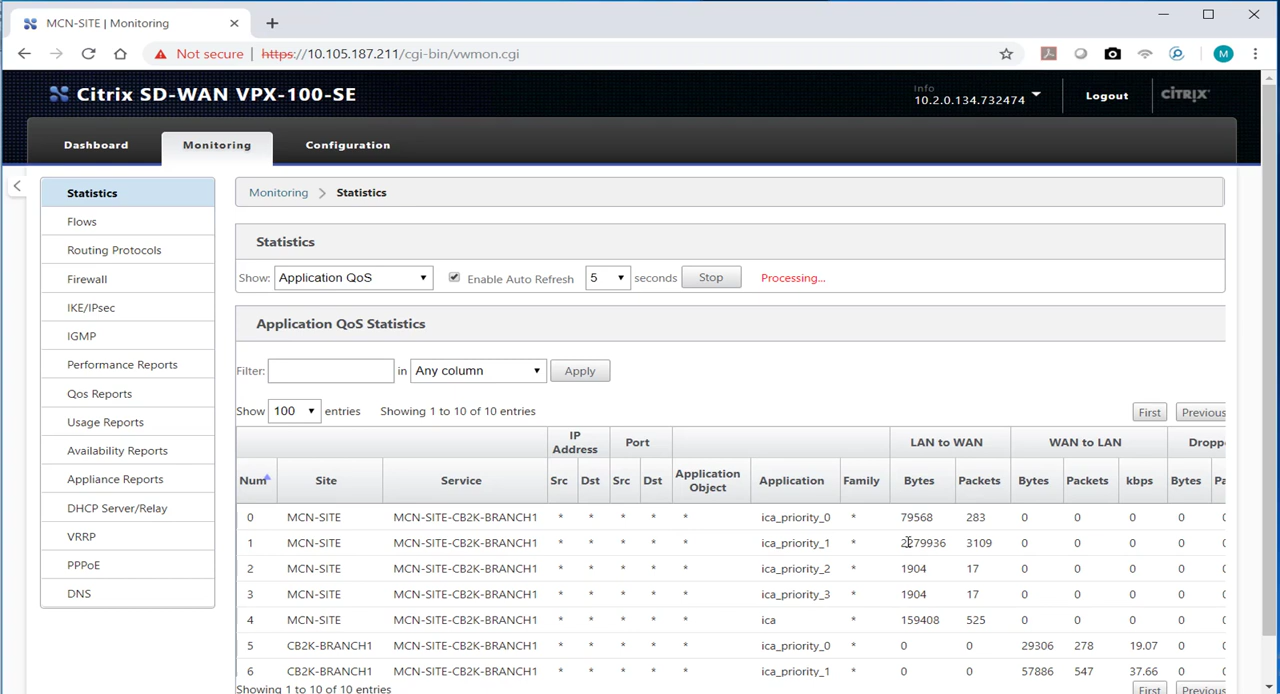 MCN-SITE | Monitoring
Not secure | https://10.105.187.211/cgi-bin/vwmon.cgi
M
Citrix SD-WAN VPX-100-SE
Info
10.2.0.134.732474
Logout
CİTRIX
Dashboard
Monitoring
Configuration
Statistics
Flows
Routing Protocols
Firewall
IKE/IPsec
IGMP
Performance Reports
Qos Reports
Usage Reports
Availability Reports
Appliance Reports
DHCP Server/Relay
VRRP
PPPoE
DNS
Monitoring > Statistics
Statistics
Show: Application QoS Enable Auto Refresh 5 seconds Stop Processing...
Application QoS Statistics
Filter: in Any column Apply
Show 100 entries Showing 1 to 10 of 10 entries First Previous
IP Address Port LAN to WAN WAN to LAN
Num Site Service Src Dst Src Dst Application Object Application Family Bytes Packets Bytes Packets kbps Bytes
0 MCN-SITE MCN-SITE-CB2K-BRANCH1 * * * * * ica_priority_0 * 79568 283 0 0 0 0
1 MCN-SITE MCN-SITE-CB2K-BRANCH1 * * * * * ica_priority_1 * 2279936 3109 0 0 0 0
2 MCN-SITE MCN-SITE-CB2K-BRANCH1 * * * * * ica_priority_2 * 1904 17 0 0 0 0
3 MCN-SITE MCN-SITE-CB2K-BRANCH1 * * * * * ica_priority_3 * 1904 17 0 0 0 0
4 MCN-SITE MCN-SITE-CB2K-BRANCH1 * * * * * ica * 159408 525 0 0 0 0
5 CB2K-BRANCH1 MCN-SITE-CB2K-BRANCH1 * * * * * ica_priority_0 * 0 0 29306 278 19.07 0
6 CB2K-BRANCH1 MCN-SITE-CB2K-BRANCH1 * * * * * ica_priority_1 * 0 0 57886 547 37.66 0
Showing 1 to 10 of 10 entries First Previous